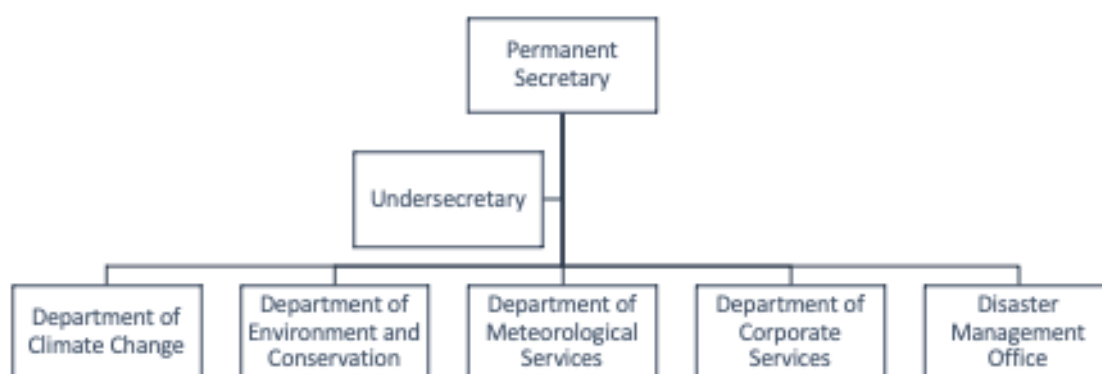 Permanent
Secretary
Undersecretary
Department of
Climate Change
Department of
Environment and
Conservation
Department of
Meteorological
Services
Department of
Corporate
Services
Disaster
Management
Office